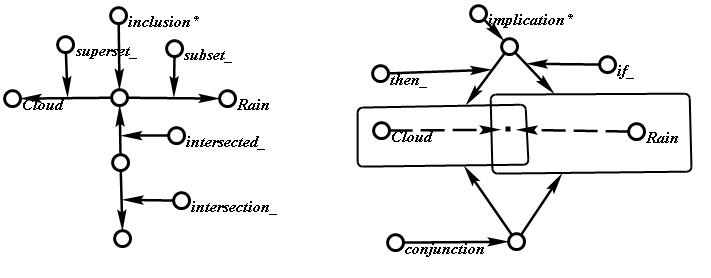 inclusion*
superset_
subset_
Cloud
Rain
intersected_
intersection_
implication*
then_
if_
Cloud
Rain
conjunction